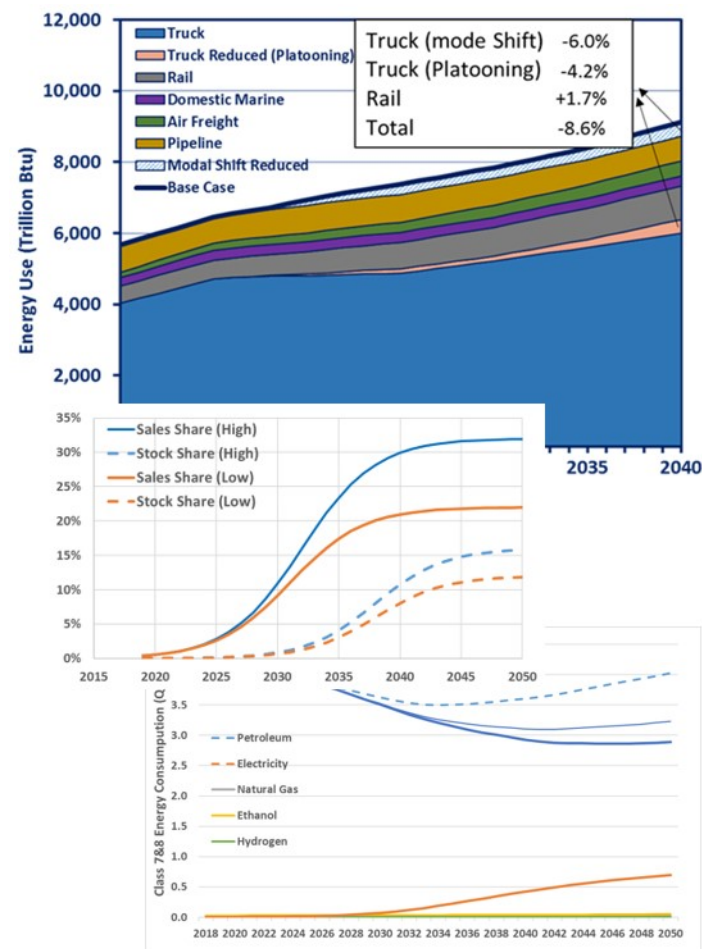 12,000
10,000
8,000
6,000
4,000
2,000
Energy Use (Trillion Btu)
Truck
Truck Reduced (Platooning)
Rail
Domestic Marine
Air Freight
Pipeline
Modal Shift Reduced
Base Case
Truck (mode Shift) -6.0%
Truck (Platooning) -4.2%
Rail +1.7%
Total -8.6%
2035 2040
35%
30%
25%
20%
15%
10%
5%
0%
Sales Share (High)
Stock Share (High)
Sales Share (Low)
Stock Share (Low)
2015 2020 2025 2030 2035 2040 2045 2050
Class 7&8 Energy Consumpution (Q
3.5
3.0
2.5
2.0
1.5
1.0
0.5
0.0
Petroleum
Electricity
Natural Gas
Ethanol
Hydrogen
2018 2020 2022 2024 2026 2028 2030 2032 2034 2036 2038 2040 2042 2044 2046 2048 2050